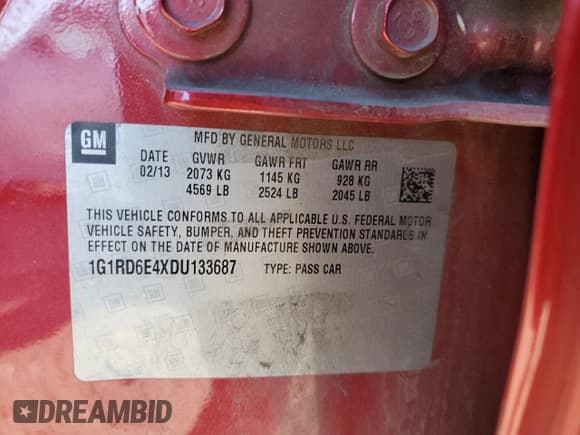 GM
MFD BY GENERAL MOTORS LLC
DATE GVWR GAWR FRT GAWR RR
02/13 2073 KG 1145 KG 928 KG
4569 LB 2524 LB 2045 LB
THIS VEHICLE CONFORMS TO ALL APPLICABLE U.S. FEDERAL MOTOR
VEHICLE SAFETY, BUMPER, AND THEFT PREVENTION STANDARDS IN
EFFECT ON THE DATE OF MANUFACTURE SHOWN ABOVE.
1G1RD6E4XDU133687 TYPE: PASS CAR
DREAMBID